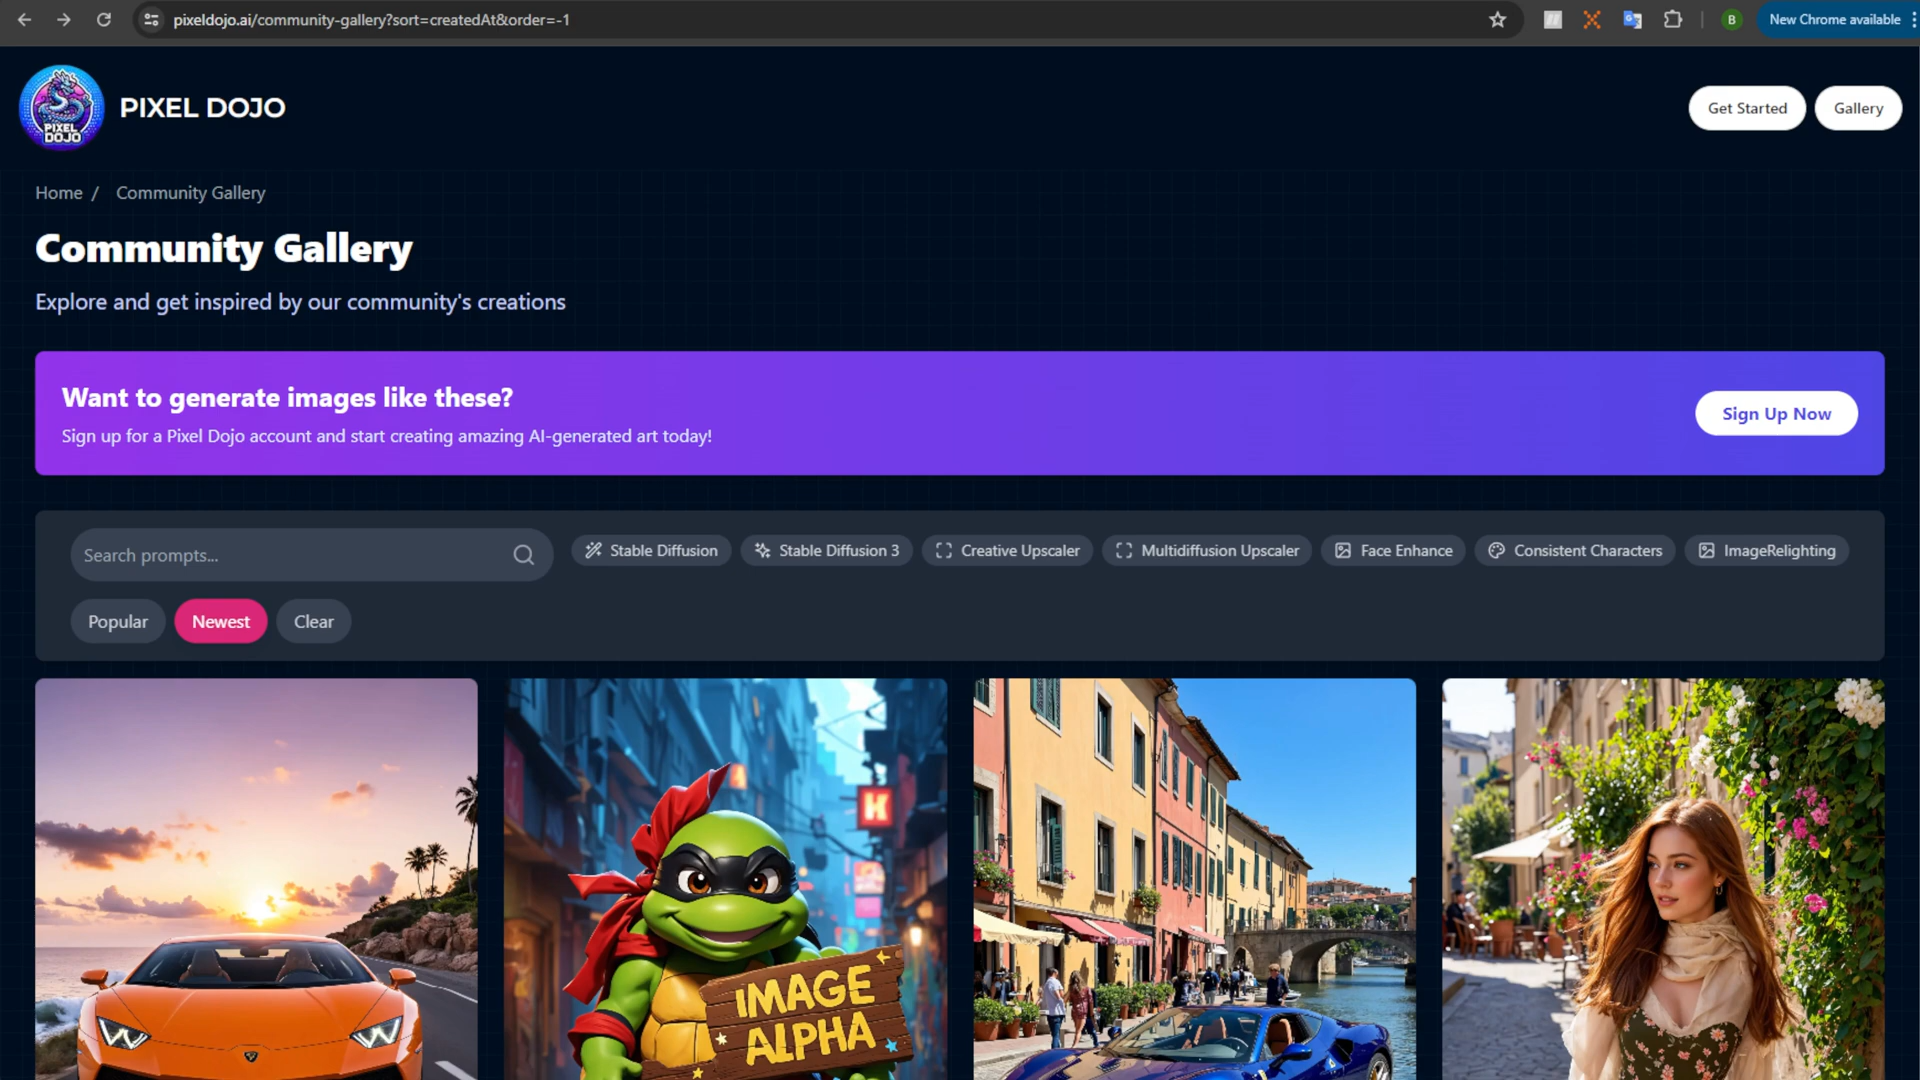 pixeldojo.ai/community-gallery?sort=createdAt&order=-1
B
New Chrome available
PIXEL DOJO
PIXEL DOJO
Get Started
Gallery
Home / Community Gallery
Community Gallery
Explore and get inspired by our community's creations
Want to generate images like these?
Sign up for a Pixel Dojo account and start creating amazing AI-generated art today!
Sign Up Now
Search prompts...
Stable Diffusion
Stable Diffusion 3
Creative Upscaler
Multidiffusion Upscaler
Face Enhance
Consistent Characters
ImageRelighting
Popular
Newest
Clear
K
IMAGE
ALPHA